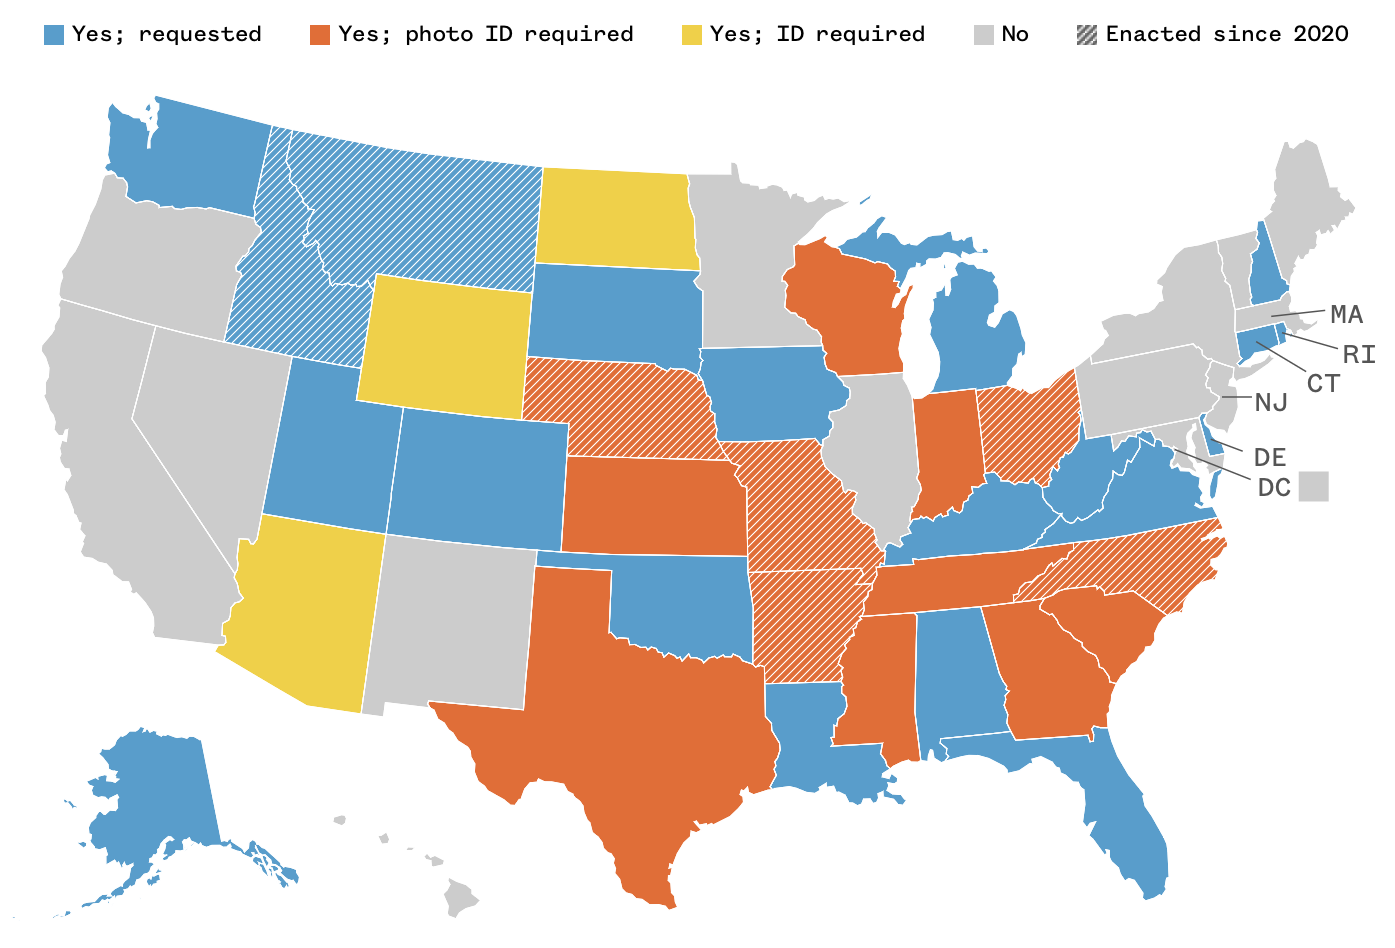 Yes; requested Yes; photo ID required Yes; ID required No Enacted since 2020
MA
RI
CT
NJ
DE
DC